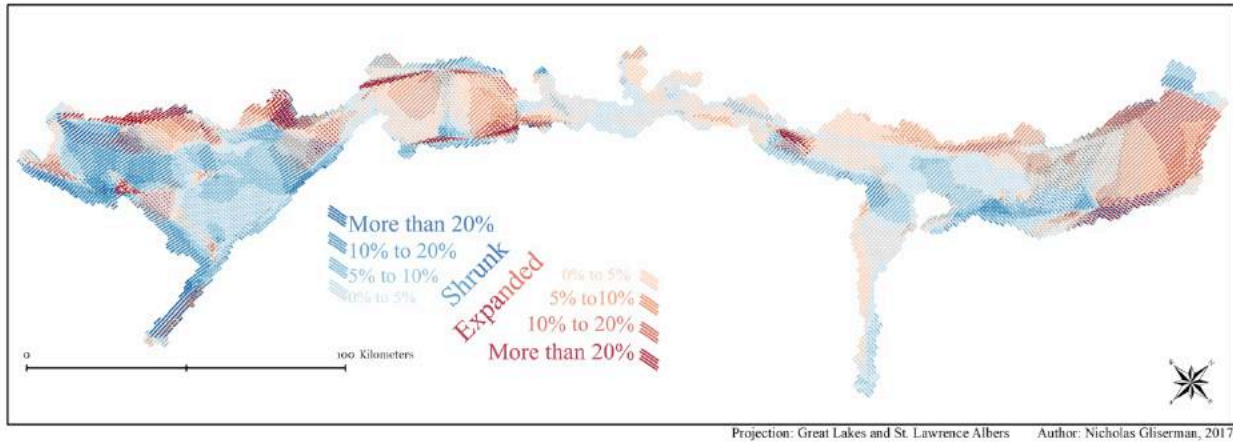 More than 20%
10% to 20%
5% to 10%
0% to 5%
Shrunk
Expanded
0% to 5%
5% to10%
10% to 20%
More than 20%
0
100 Kilometers
Projection: Great Lakes and St. Lawrence Albers Author: Nicholas Gliserman, 2017